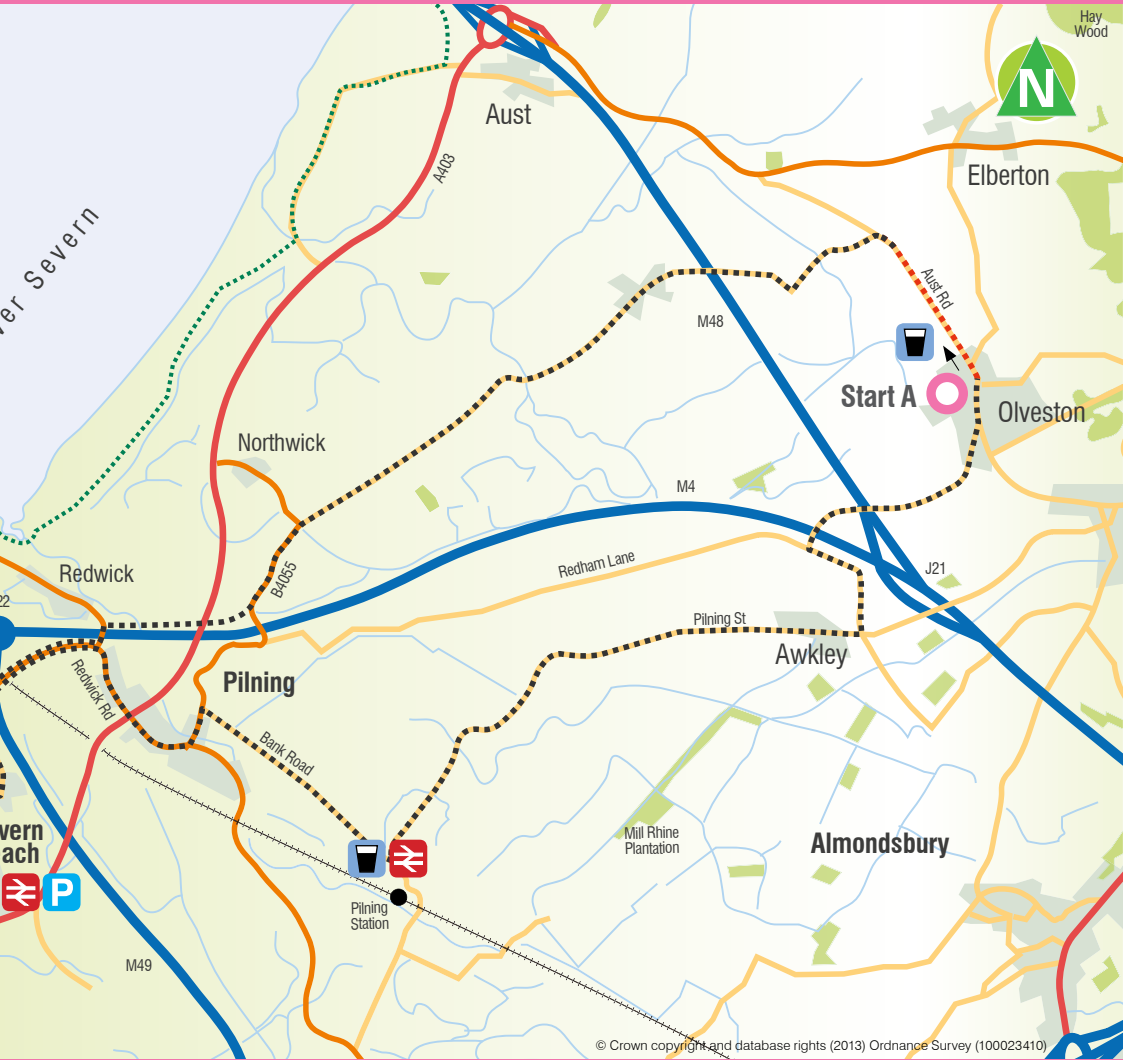 Hay
Wood
N
Aust
A403
Elberton
ver Severn
Aust Rd
M48
Start A
Olveston
Northwick
M4
Redham Lane
J21
B4055
Redwick
22
Pilning St
Awkley
Redwick Rd
Pilning
Bank Road
Mill Rhine
Plantation
Almondsbury
vern
ach
P
Pilning
Station
M49
© Crown copyright and database rights (2013) Ordnance Survey (100023410)